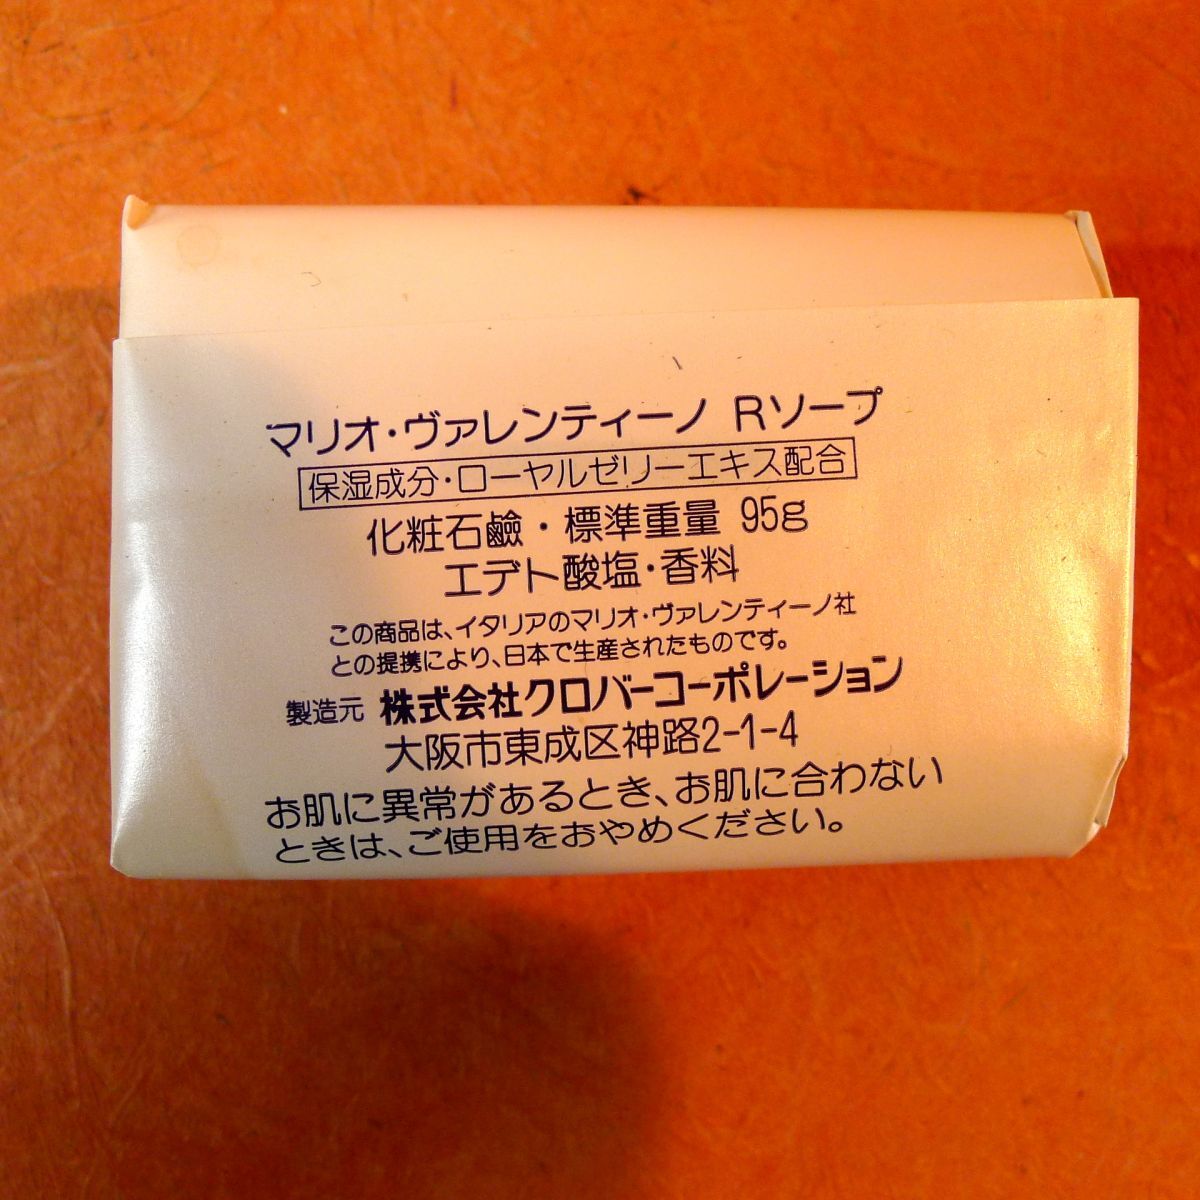 マリオ・ヴァレンティーノ Rソープ
保湿成分・ローヤルゼリーエキス配合
化粧石鹼・標準重量 95g
エデト酸塩・香料
この商品は、イタリアのマリオ・ヴァレンティーノ社
との提携により、日本で生産されたものです。
製造元 株式会社クロバーコーポレーション
大阪市東成区神路2-1-4
お肌に異常があるとき、お肌に合わない
ときは、ご使用をおやめください。